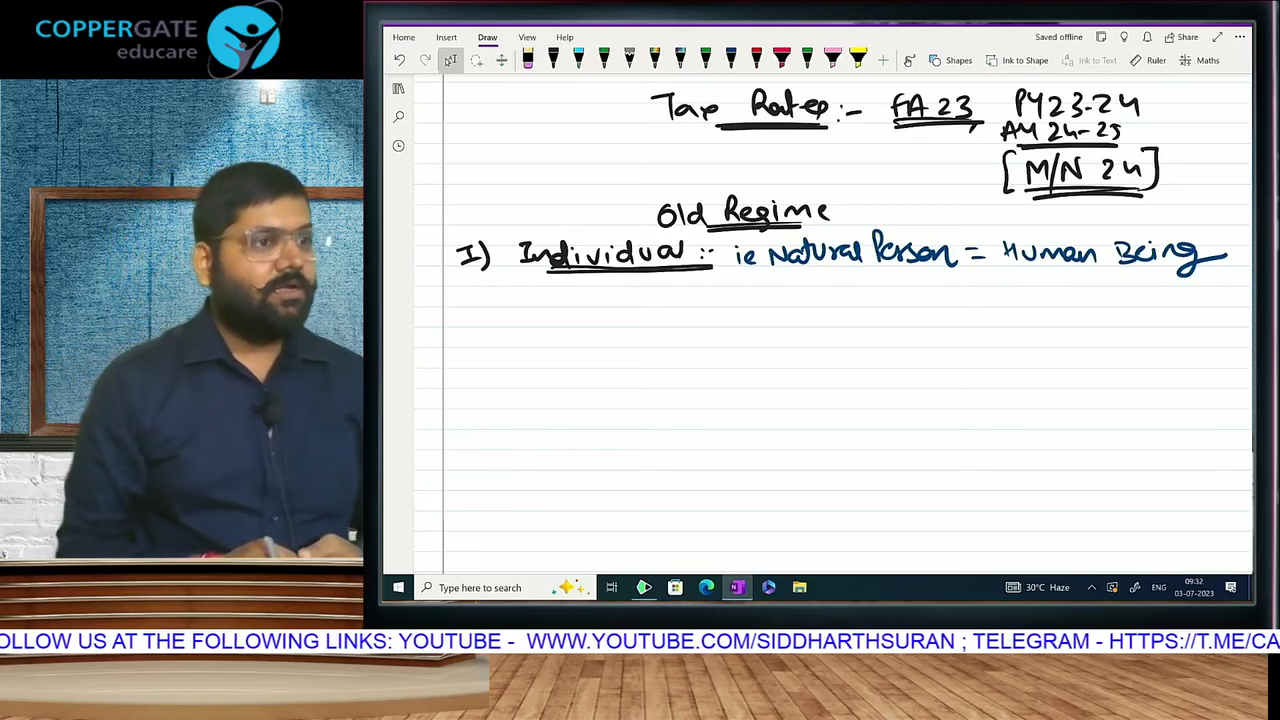 COPPERGATE
educare
Home Insert Draw View Help
Saved offline Share
Shapes Ink to Shape Ink to Text Ruler Maths
Tax Rates :- FA 23 PY 23-24
AY 24-25
[M/N 24]
Old Regime
I) Individual :- ie Natural Person = Human Being
Type here to search
30°C Haze
ENG
09:32
03-07-2023
OLLOW US AT THE FOLLOWING LINKS: YOUTUBE - WWW.YOUTUBE.COM/SIDDHARTHSURAN ; TELEGRAM - HTTPS://T.ME/CA